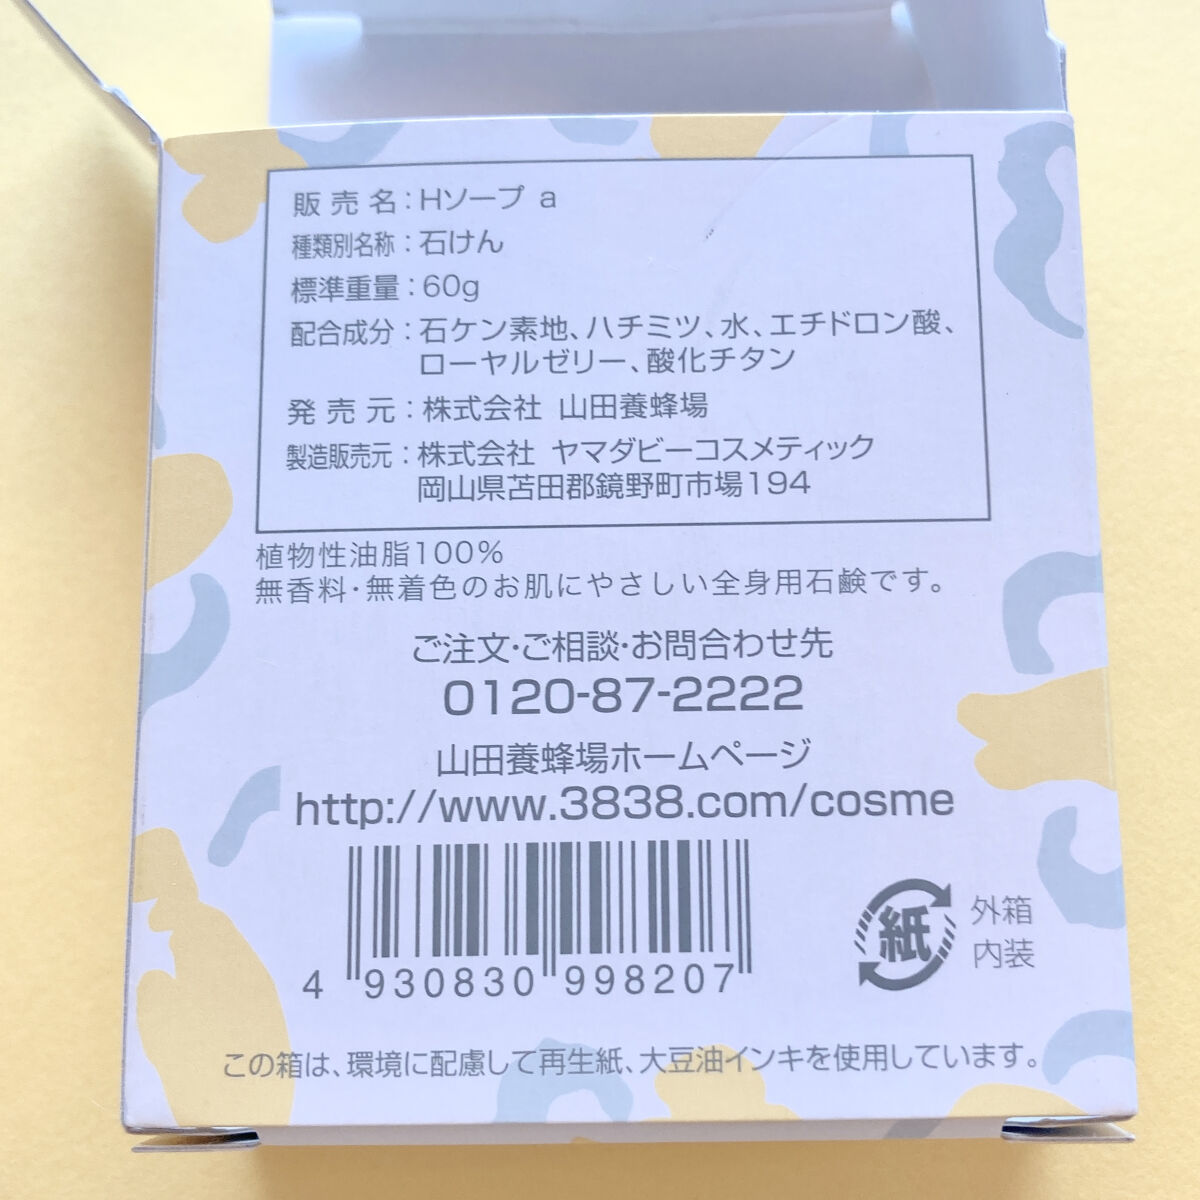 販売名：Hソープ a
種類別名称：石けん
標準重量：60g
配合成分：石ケン素地、ハチミツ、水、エチドロン酸、
ローヤルゼリー、酸化チタン
発売元：株式会社 山田養蜂場
製造販売元：株式会社 ヤマダビーコスメティック
岡山県苫田郡鏡野町市場194
植物性油脂100%
無香料・無着色のお肌にやさしい全身用石鹸です。
ご注文・ご相談・お問合わせ先
0120-87-2222
山田養蜂場ホームページ
http://www.3838.com/cosme
4 930830 998207
紙
外箱
内装
この箱は、環境に配慮して再生紙、大豆油インキを使用しています。